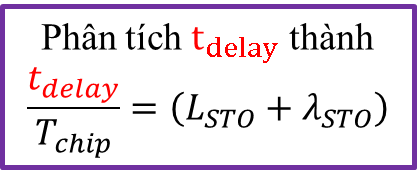 Phân tích t_delay thành
t_delay / T_chip = (L_STO + λ_STO)